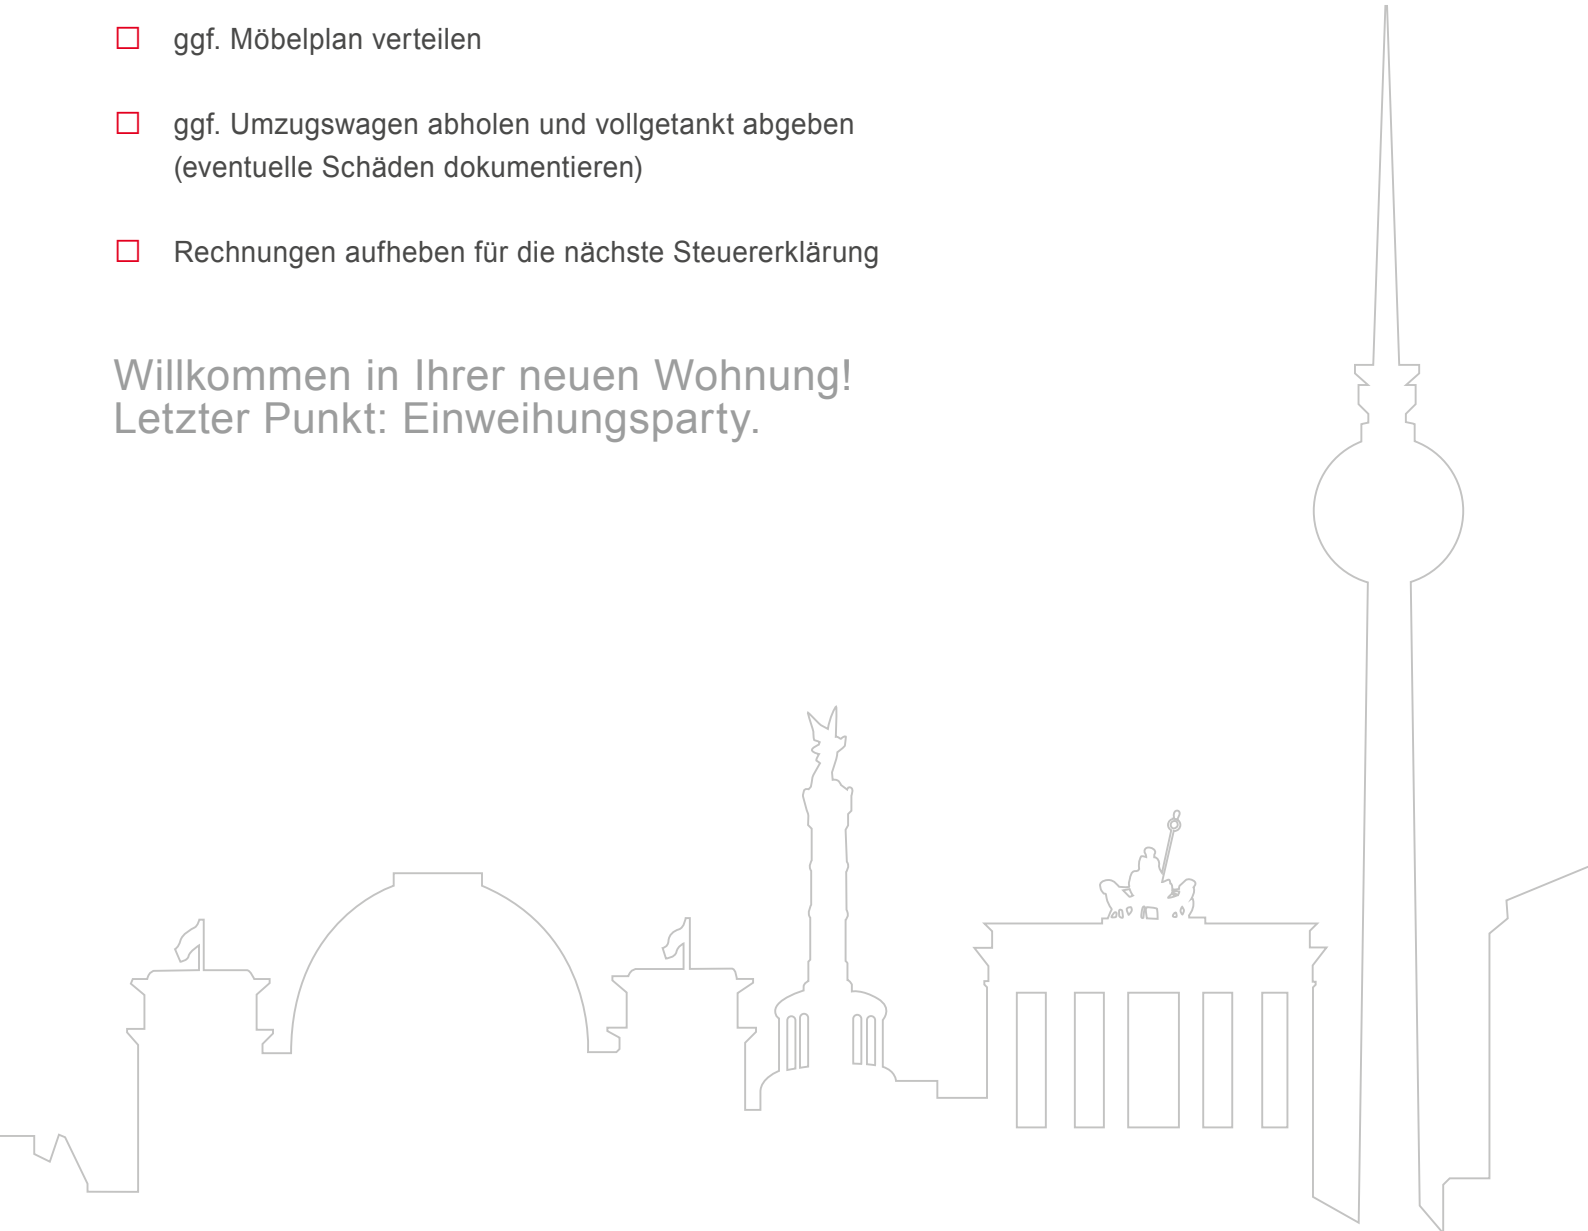 ggf. Möbelplan verteilen
ggf. Umzugswagen abholen und vollgetankt abgeben
(eventuelle Schäden dokumentieren)
Rechnungen aufheben für die nächste Steuererklärung
Willkommen in Ihrer neuen Wohnung!
Letzter Punkt: Einweihungsparty.